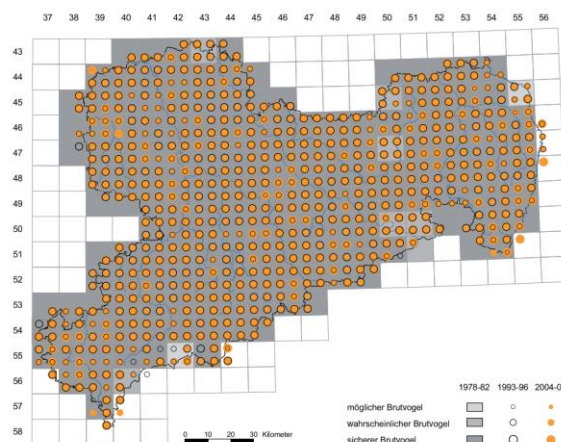 37 38 39 40 41 42 43 44 45 46 47 48 49 50 51 52 53 54 55 56
43
44
45
46
47
48
49
50
51
52
53
54
55
56
57
58
1978-82 1993-96 2004-0
möglicher Brutvogel
wahrscheinlicher Brutvogel
sicherer Brutvogel
0 10 20 30 Kilometer